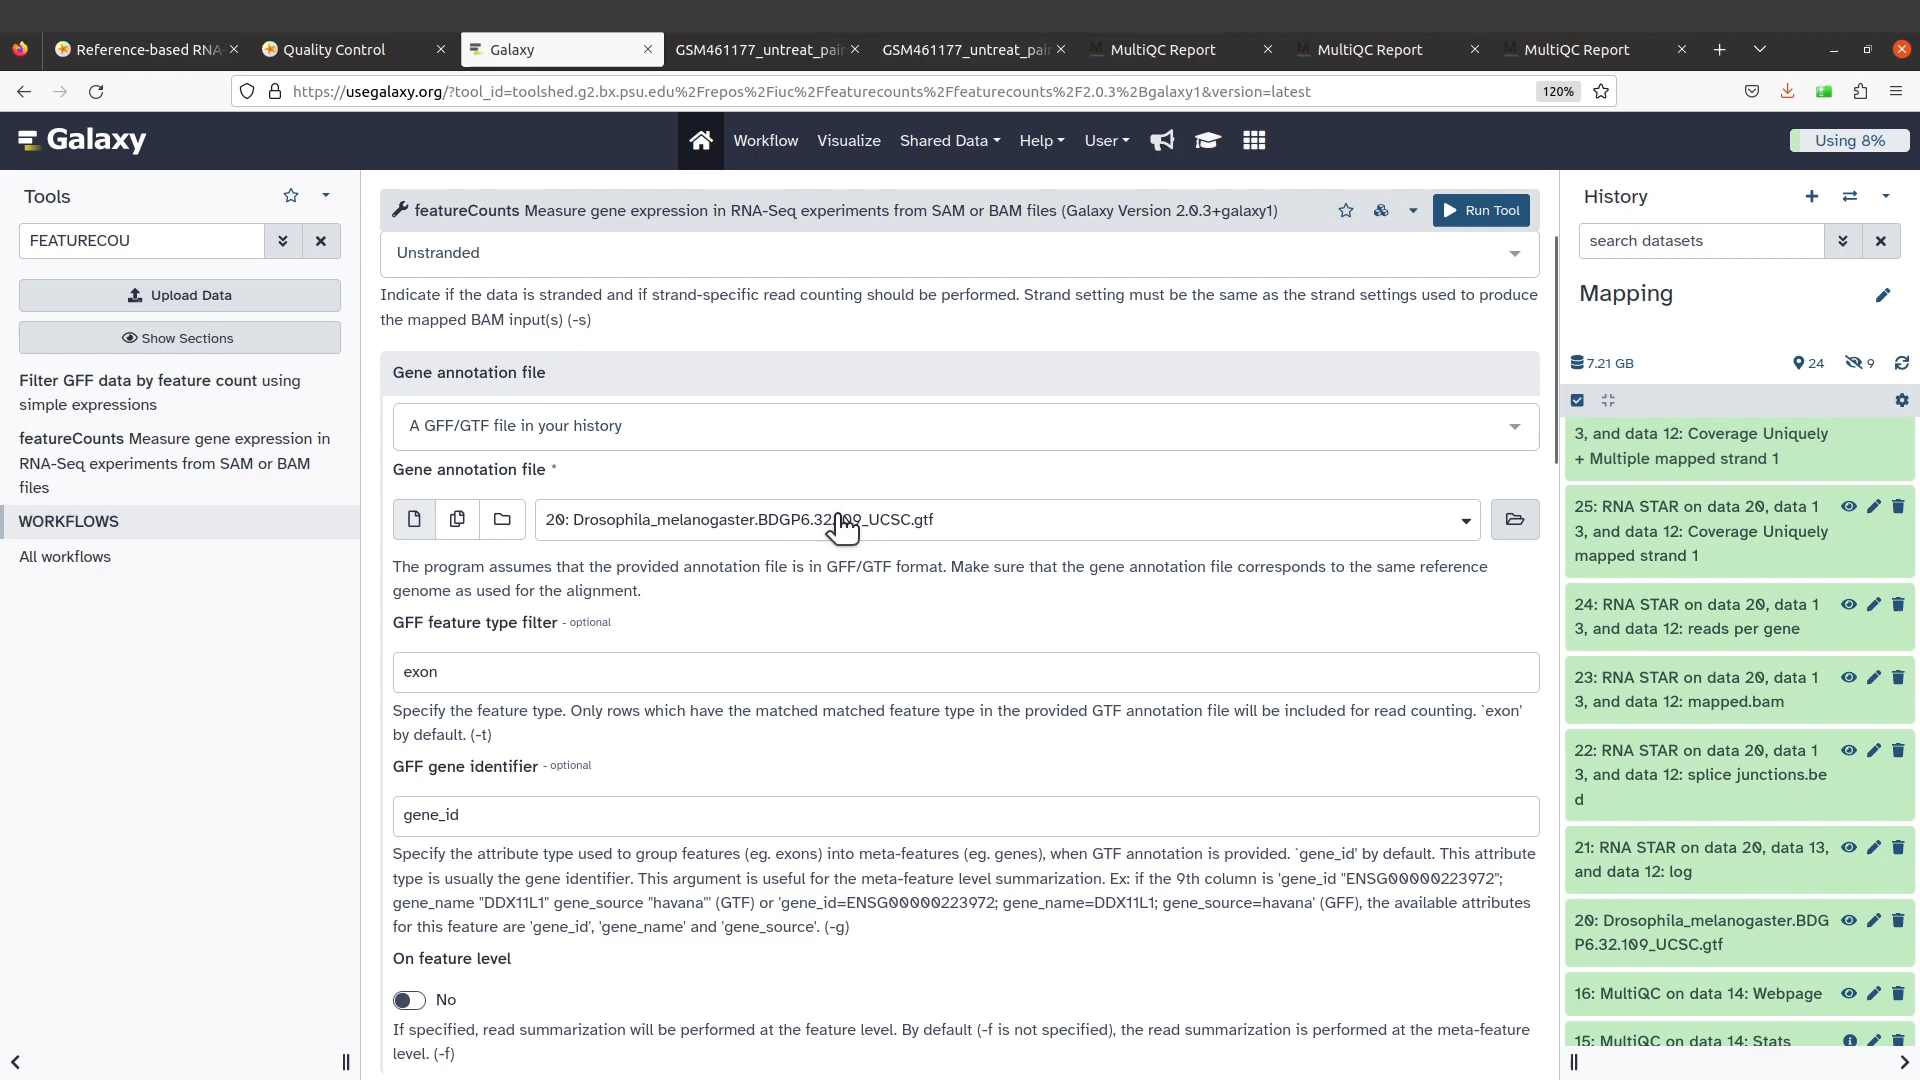 Reference-based RNA-
Quality Control
Galaxy
GSM461177_untreat_pair
GSM461177_untreat_pair
MultiQC Report
MultiQC Report
MultiQC Report
https://usegalaxy.org/?tool_id=toolshed.g2.bx.psu.edu%2Frepos%2Fiuc%2Ffeaturecounts%2Ffeaturecounts%2F2.0.3%2Bgalaxy1&version=latest
120%
Galaxy
Workflow
Visualize
Shared Data
Help
User
Using 8%
Tools
FEATURECOU
Upload Data
Show Sections
Filter GFF data by feature count using
simple expressions
featureCounts Measure gene expression in
RNA-Seq experiments from SAM or BAM
files
WORKFLOWS
All workflows
featureCounts Measure gene expression in RNA-Seq experiments from SAM or BAM files (Galaxy Version 2.0.3+galaxy1)
Run Tool
Unstranded
Indicate if the data is stranded and if strand-specific read counting should be performed. Strand setting must be the same as the strand settings used to produce
the mapped BAM input(s) (-s)
Gene annotation file
A GFF/GTF file in your history
Gene annotation file *
20: Drosophila_melanogaster.BDGP6.32.109_UCSC.gtf
The program assumes that the provided annotation file is in GFF/GTF format. Make sure that the gene annotation file corresponds to the same reference
genome as used for the alignment.
GFF feature type filter - optional
exon
Specify the feature type. Only rows which have the matched matched feature type in the provided GTF annotation file will be included for read counting. `exon'
by default. (-t)
GFF gene identifier - optional
gene_id
Specify the attribute type used to group features (eg. exons) into meta-features (eg. genes), when GTF annotation is provided. `gene_id' by default. This attribute
type is usually the gene identifier. This argument is useful for the meta-feature level summarization. Ex: if the 9th column is 'gene_id "ENSG00000223972";
gene_name "DDX11L1" gene_source "havana"' (GTF) or 'gene_id=ENSG00000223972; gene_name=DDX11L1; gene_source=havana' (GFF), the available attributes
for this feature are 'gene_id', 'gene_name' and 'gene_source'. (-g)
On feature level
No
If specified, read summarization will be performed at the feature level. By default (-f is not specified), the read summarization is performed at the meta-feature
level. (-f)
History
search datasets
Mapping
7.21 GB
24
9
3, and data 12: Coverage Uniquely
+ Multiple mapped strand 1
25: RNA STAR on data 20, data 1
3, and data 12: Coverage Uniquely
mapped strand 1
24: RNA STAR on data 20, data 1
3, and data 12: reads per gene
23: RNA STAR on data 20, data 1
3, and data 12: mapped.bam
22: RNA STAR on data 20, data 1
3, and data 12: splice junctions.be
d
21: RNA STAR on data 20, data 13,
and data 12: log
20: Drosophila_melanogaster.BDG
P6.32.109_UCSC.gtf
16: MultiQC on data 14: Webpage
15: MultiQC on data 14: Stats